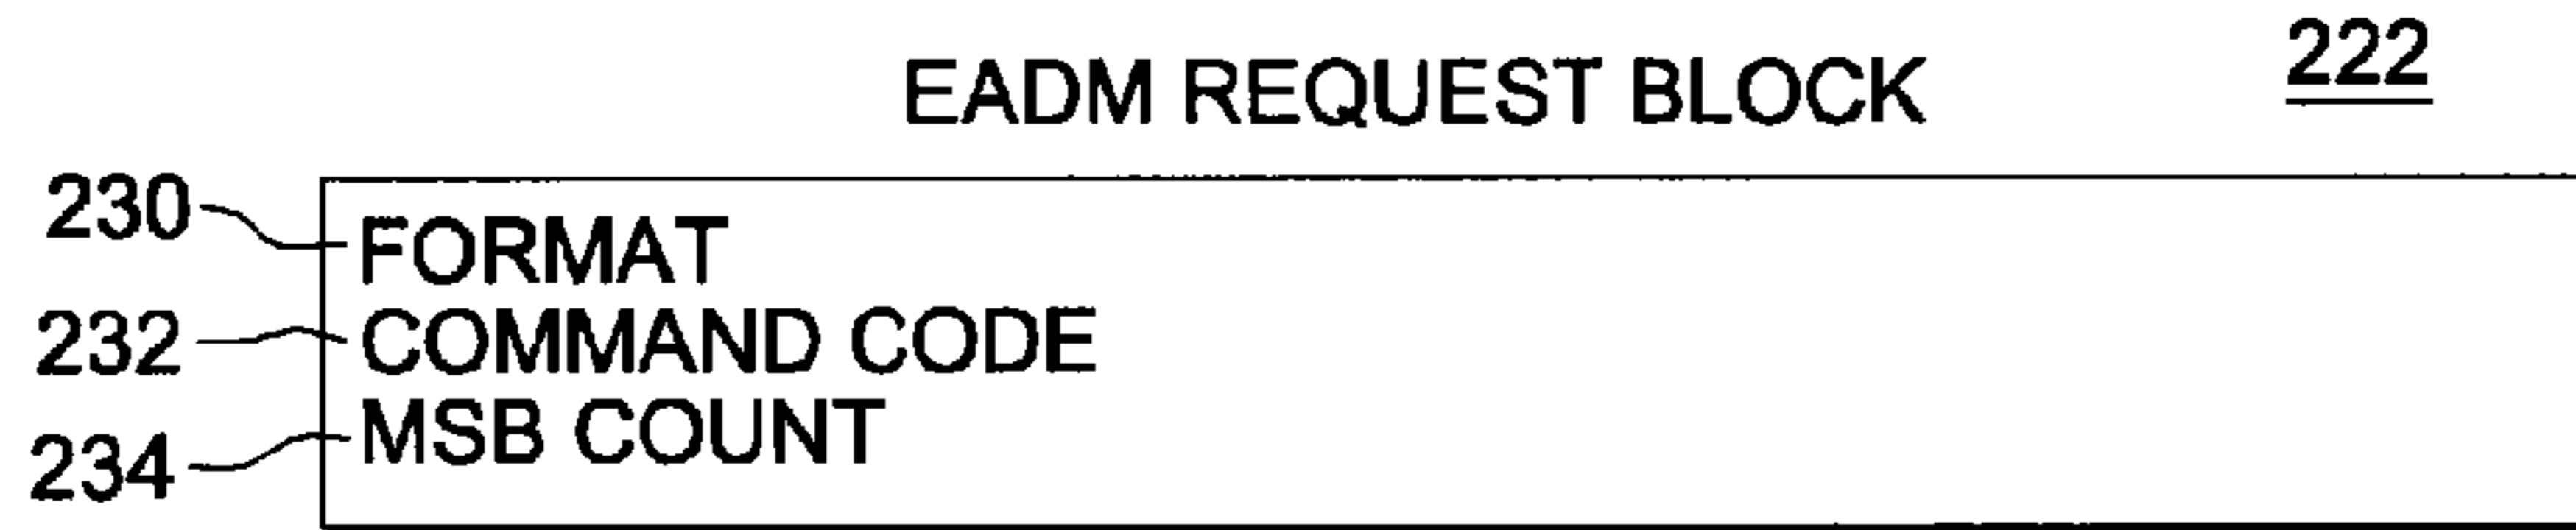 EADM REQUEST BLOCK 222
230 FORMAT
232 COMMAND CODE
234 MSB COUNT